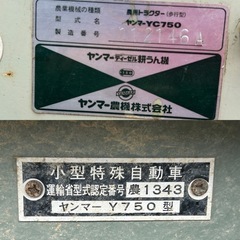 農業機械の種類 農用トラクター(歩行型)
型式名 ヤンマーYC750
製造番号
ヤンマーディーゼル耕うん機
ヤンマー農機株式会社
小型特殊自動車
運輸省型式認定番号 農1343
ヤンマー Y750型